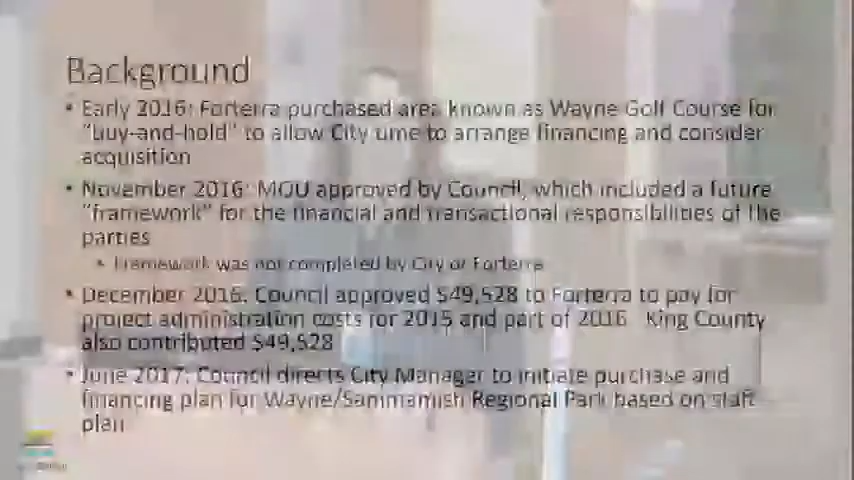 Background
• Early 2016: Forterra purchased area known as Wayne Golf Course for
"buy-and-hold" to allow City time to arrange financing and consider
acquisition
• November 2016: MOU approved by Council, which included a future
"framework" for the financial and transactional responsibilities of the
parties
• Framework was not completed by City or Forterra
• December 2016: Council approved $49,528 to Forterra to pay for
project administration costs for 2015 and part of 2016. King County
also contributed $49,528
• June 2017: Council directs City Manager to initiate purchase and
financing plan for Wayne/Sammamish Regional Park based on staff
plan